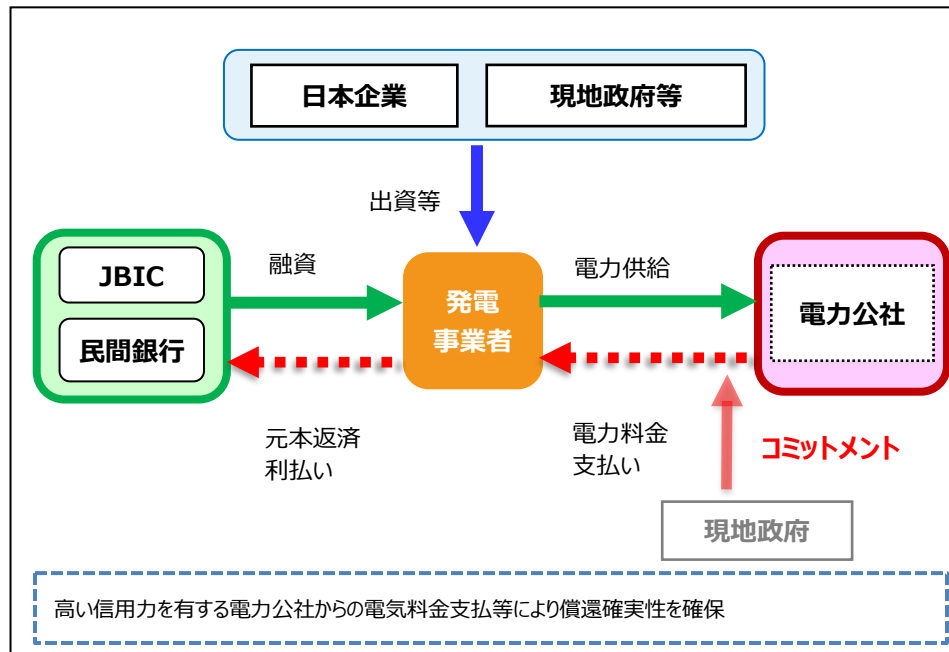 日本企業
現地政府等
出資等
JBIC
民間銀行
融資
発電
事業者
電力供給
電力公社
元本返済
利払い
電力料金
支払い
コミットメント
現地政府
高い信用力を有する電力公社からの電気料金支払等により償還確実性を確保